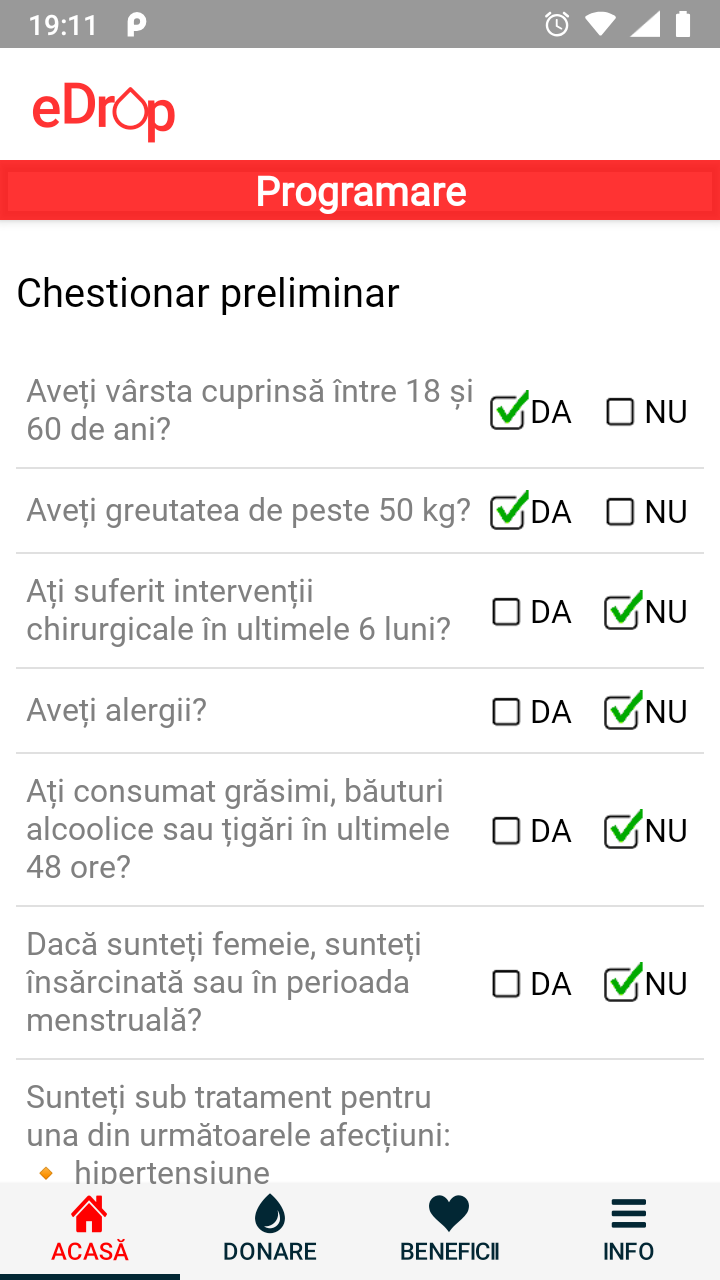 19:11
eDrop
Programare
Chestionar preliminar
Aveți vârsta cuprinsă între 18 și
60 de ani?
DA NU
Aveți greutatea de peste 50 kg?
DA NU
Ați suferit intervenții
chirurgicale în ultimele 6 luni?
DA NU
Aveți alergii?
DA NU
Ați consumat grăsimi, băuturi
alcoolice sau țigări în ultimele
48 ore?
DA NU
Dacă sunteți femeie, sunteți
însărcinată sau în perioada
menstruală?
DA NU
Sunteți sub tratament pentru
una din următoarele afecțiuni:
hipertensiune
ACASĂ DONARE BENEFICII INFO